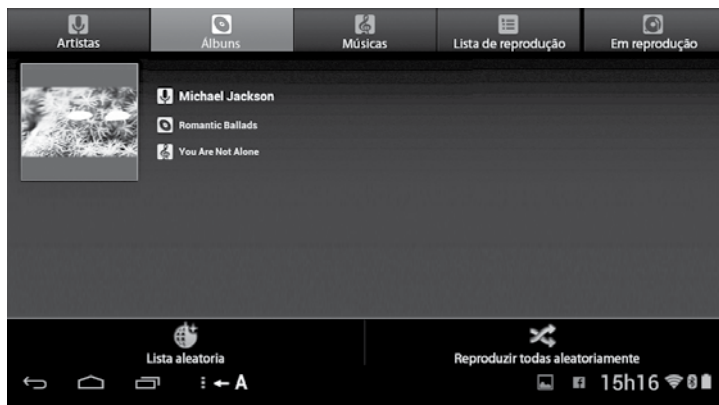 Artistas
Álbuns
Músicas
Lista de reprodução
Em reprodução
Michael Jackson
Romantic Ballads
You Are Not Alone
Lista aleatoria
Reproduzir todas aleatoriamente
A
15h16